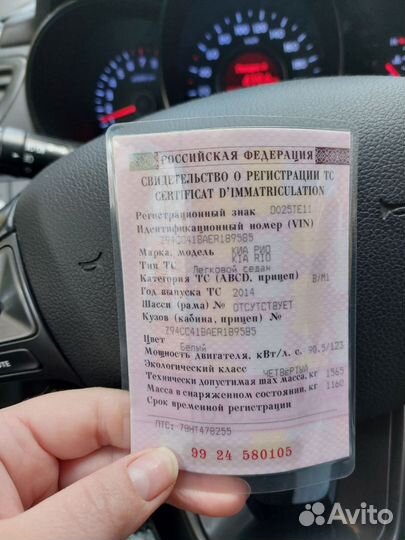 РОССИЙСКАЯ ФЕДЕРАЦИЯ
СВИДЕТЕЛЬСТВО О РЕГИСТРАЦИИ ТС
CERTIFICAT D'IMMATRICULATION
Регистрационный знак О025ТЕ11
Идентификационный номер (VIN)
Z94CC41BAER189585
Марка, модель КИА РИО
KIA RIO
Тип ТС Легковой седан
Категория ТС (ABCD, прицеп) B/M1
Год выпуска ТС 2014
Шасси (рама) № ОТСУТСТВУЕТ
Кузов (кабина, прицеп) №
Z94CC41BAER189585
Цвет Белый
Мощность двигателя, кВт/л. с. 90.5/123
Экологический класс ЧЕТВЕРТЫЙ
Технически допустимая max масса, кг 1565
Масса в снаряженном состоянии, кг 1160
Срок временной регистрации
ПТС: 78НТ478255
99 24 580105
Avito